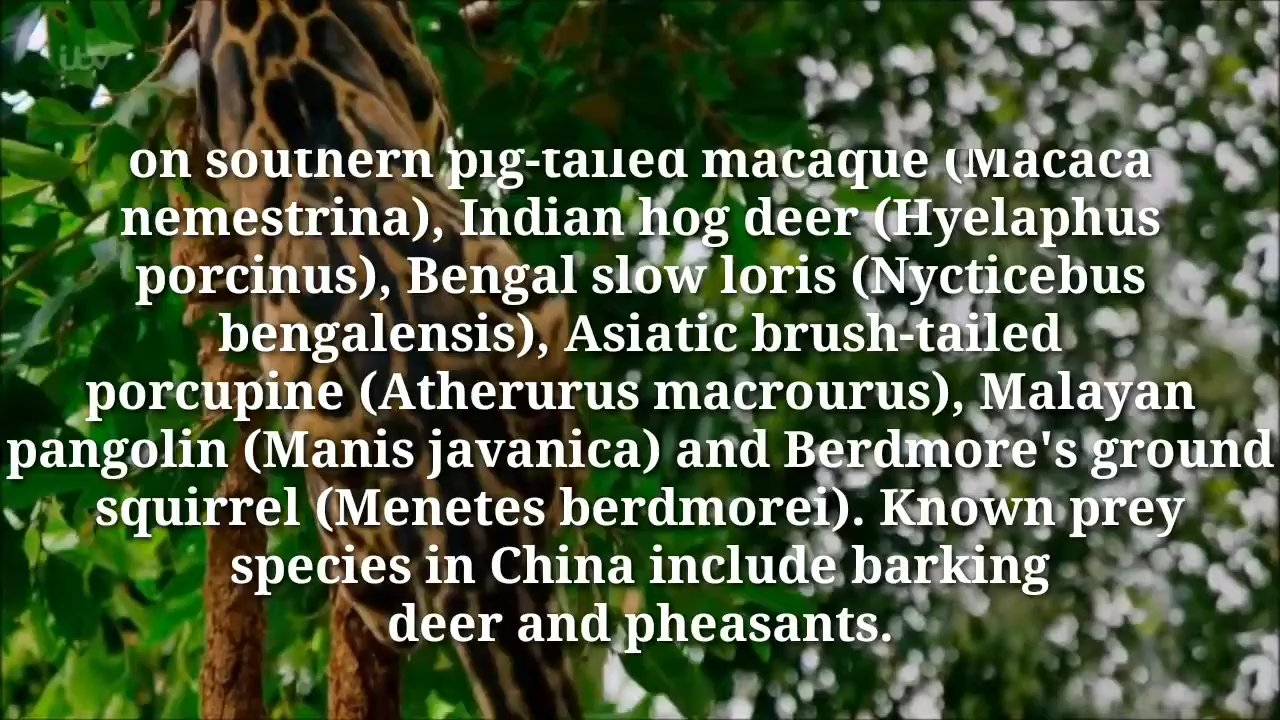 itv
on southern pig-tailed macaque (Macaca
nemestrina), Indian hog deer (Hyelaphus
porcinus), Bengal slow loris (Nycticebus
bengalensis), Asiatic brush-tailed
porcupine (Atherurus macrourus), Malayan
pangolin (Manis javanica) and Berdmore's ground
squirrel (Menetes berdmorei). Known prey
species in China include barking
deer and pheasants.